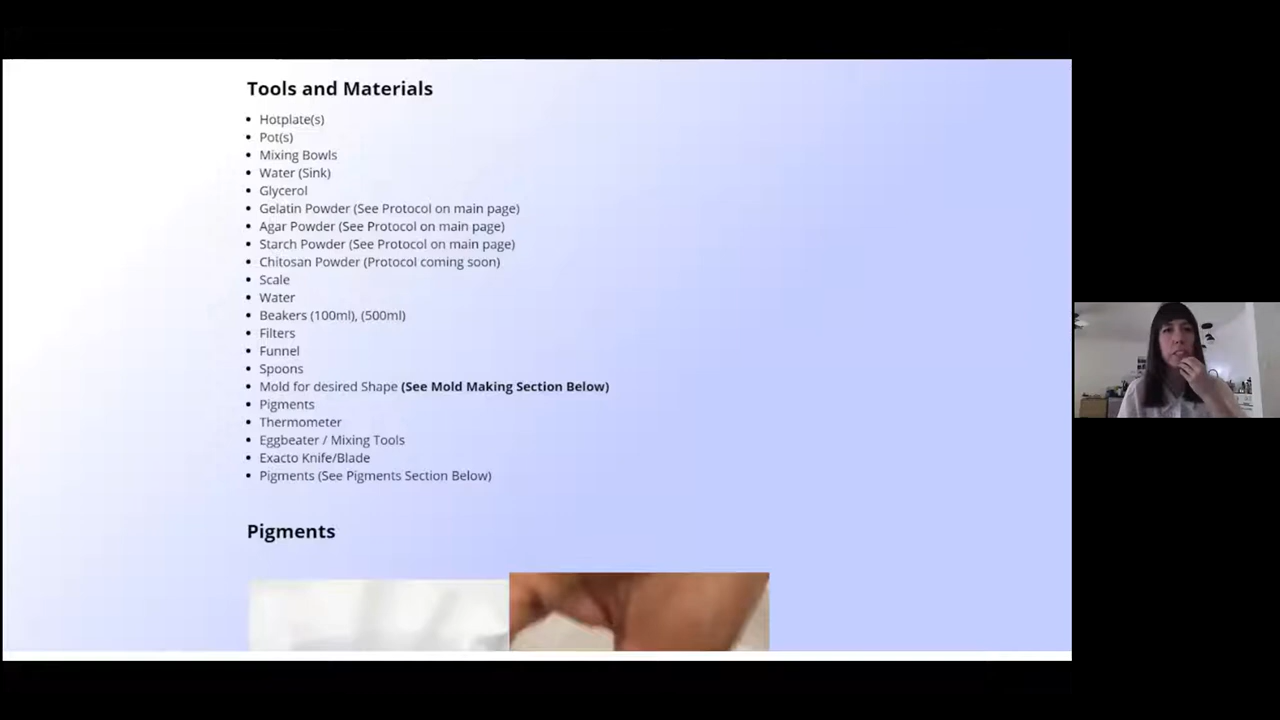 Tools and Materials
Hotplate(s)
Pot(s)
Mixing Bowls
Water (Sink)
Glycerol
Gelatin Powder (See Protocol on main page)
Agar Powder (See Protocol on main page)
Starch Powder (See Protocol on main page)
Chitosan Powder (Protocol coming soon)
Scale
Water
Beakers (100ml), (500ml)
Filters
Funnel
Spoons
Mold for desired Shape (See Mold Making Section Below)
Pigments
Thermometer
Eggbeater / Mixing Tools
Exacto Knife/Blade
Pigments (See Pigments Section Below)
Pigments